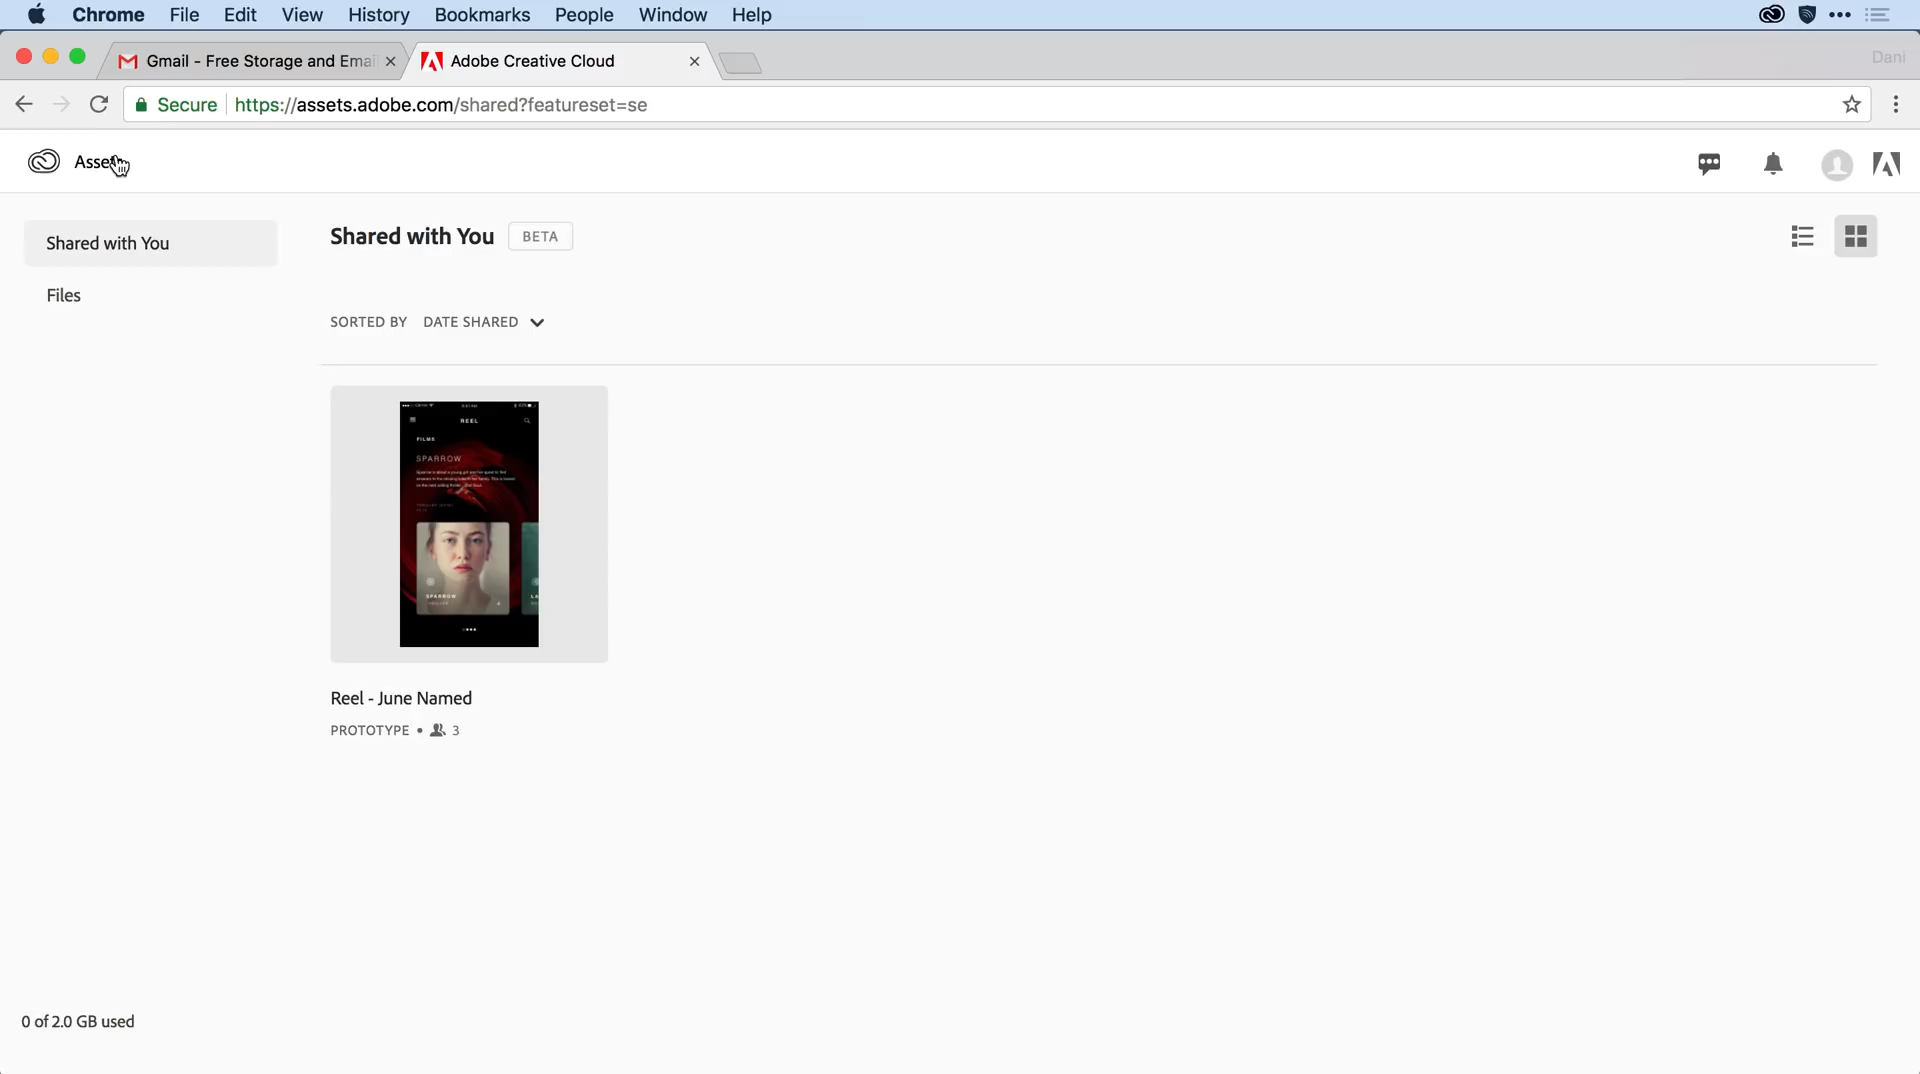 Chrome File Edit View History Bookmarks People Window Help
Gmail - Free Storage and Emai
Adobe Creative Cloud
Dani
Secure https://assets.adobe.com/shared?featureset=se
Assets
Shared with You
Files
Shared with You BETA
SORTED BY DATE SHARED
REEL
FILMS
SPARROW
SPARROW
Reel - June Named
PROTOTYPE • 3
0 of 2.0 GB used